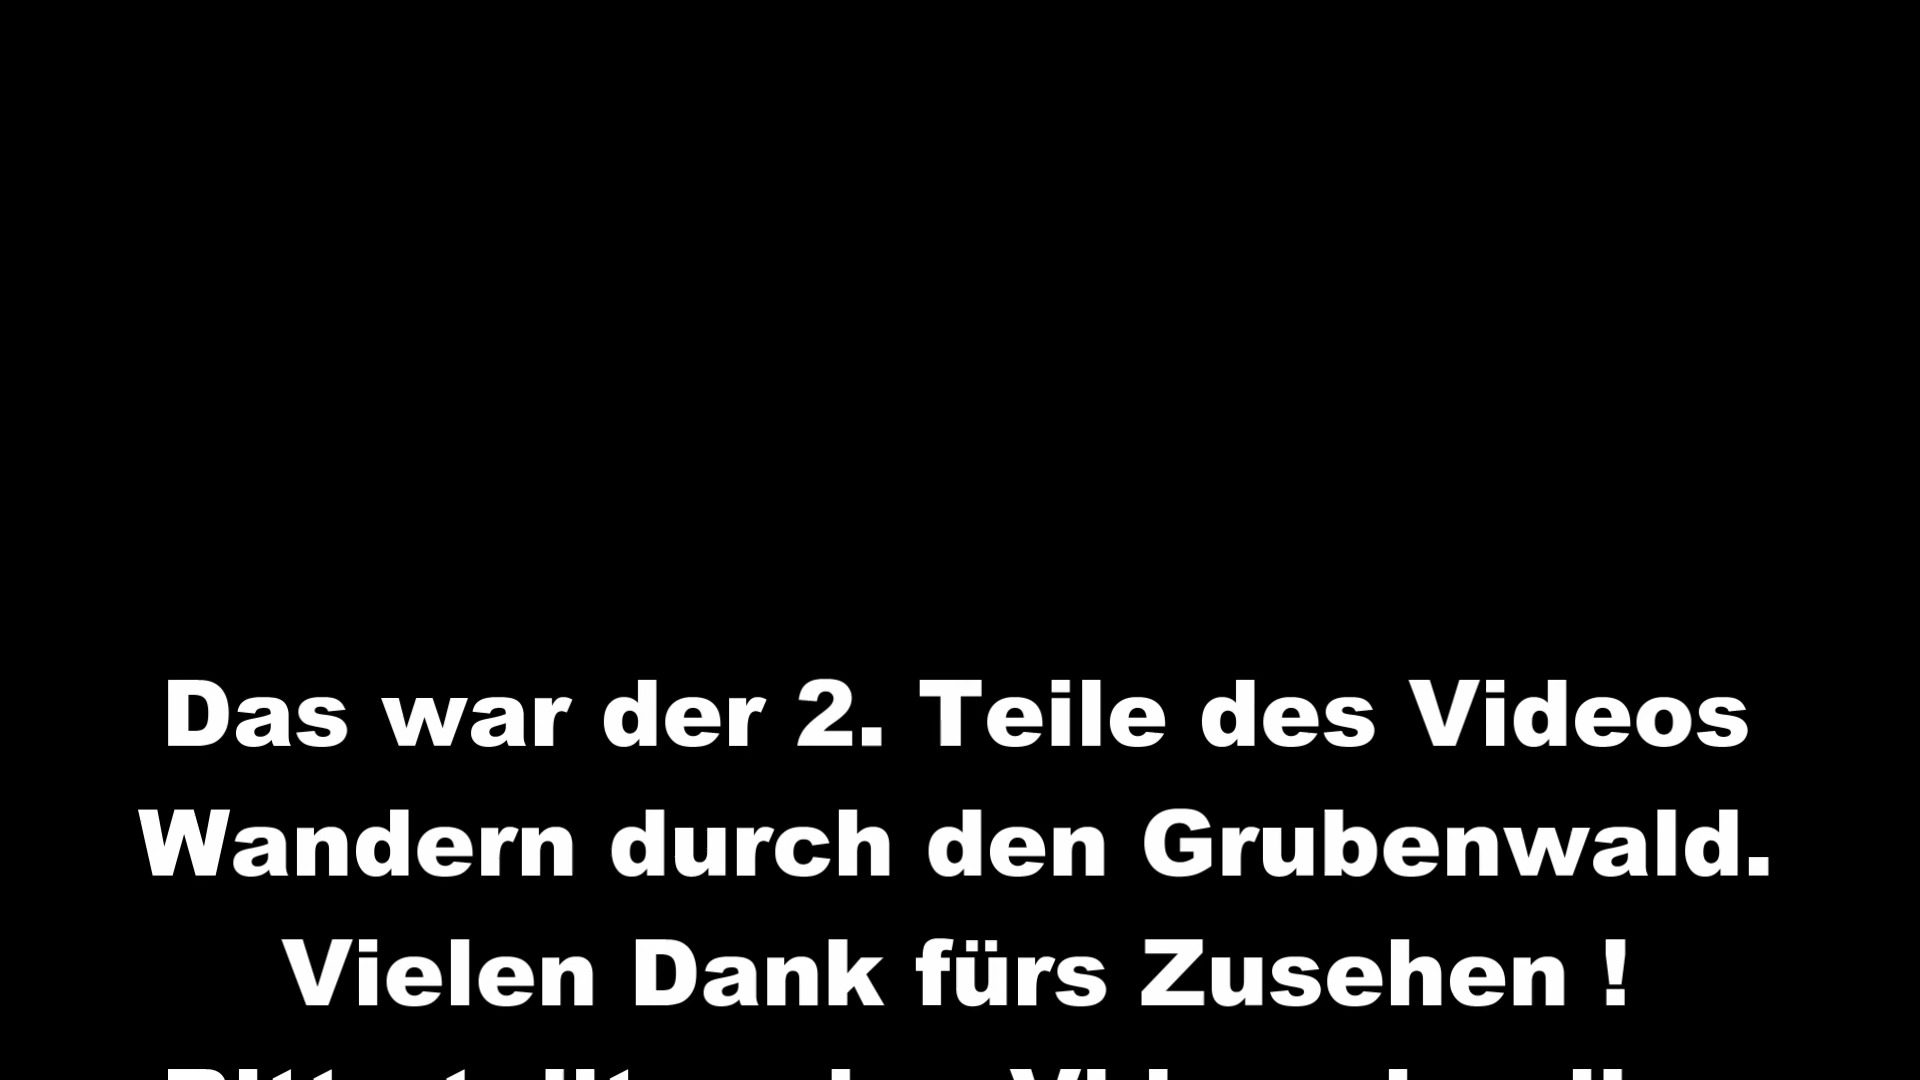 Das war der 2. Teile des Videos
Wandern durch den Grubenwald.
Vielen Dank fürs Zusehen !